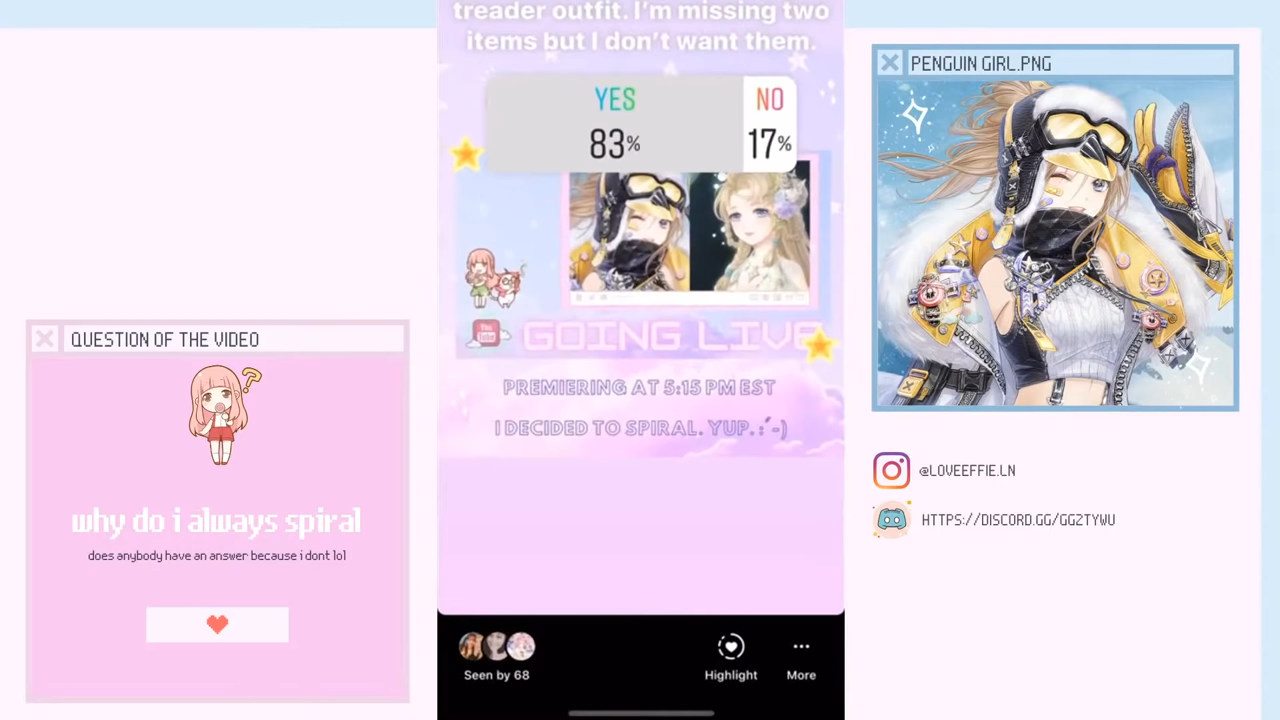 QUESTION OF THE VIDEO
why do i always spiral
does anybody have an answer because i dont lol
treader outfit. I'm missing two
items but I don't want them.
YES
NO
83%
17%
You
Tube
GOING LIVE
PREMIERING AT 5:15 PM EST
I DECIDED TO SPIRAL. YUP. :´-)
Seen by 68
Highlight
More
PENGUIN GIRL.PNG
@LOVEEFFIE.LN
HTTPS://DISCORD.GG/GG2TYWU